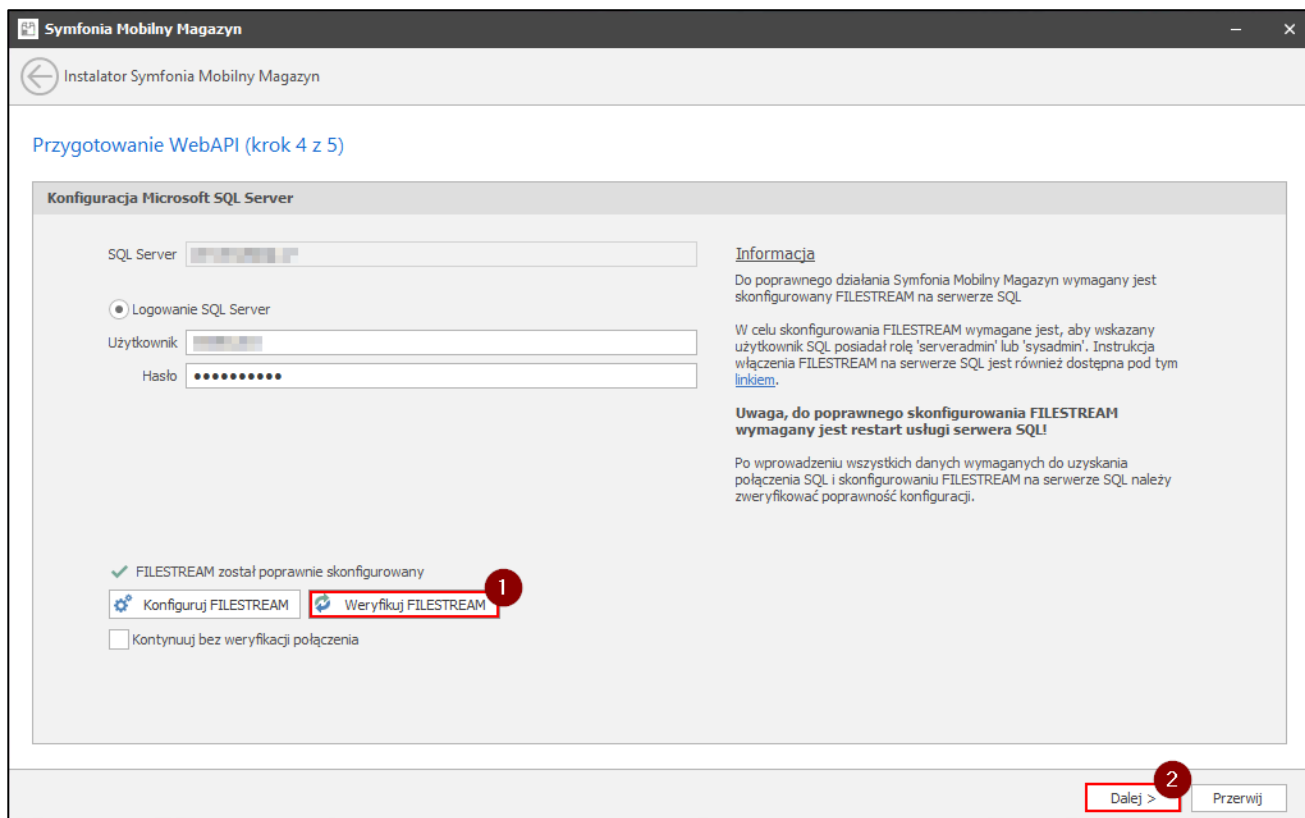 Symfonia Mobilny Magazyn
Instalator Symfonia Mobilny Magazyn
Przygotowanie WebAPI (krok 4 z 5)
Konfiguracja Microsoft SQL Server
SQL Server
Logowanie SQL Server
Użytkownik
Hasło
Informacja
Do poprawnego działania Symfonia Mobilny Magazyn wymagany jest
skonfigurowany FILESTREAM na serwerze SQL
W celu skonfigurowania FILESTREAM wymagane jest, aby wskazany
użytkownik SQL posiadał rolę 'serveradmin' lub 'sysadmin'. Instrukcja
włączenia FILESTREAM na serwerze SQL jest również dostępna pod tym
linkiem.
Uwaga, do poprawnego skonfigurowania FILESTREAM
wymagany jest restart usługi serwera SQL!
Po wprowadzeniu wszystkich danych wymaganych do uzyskania
połączenia SQL i skonfigurowaniu FILESTREAM na serwerze SQL należy
zweryfikować poprawność konfiguracji.
FILESTREAM został poprawnie skonfigurowany
1
Konfiguruj FILESTREAM Weryfikuj FILESTREAM
Kontynuuj bez weryfikacji połączenia
2
Dalej > Przerwij